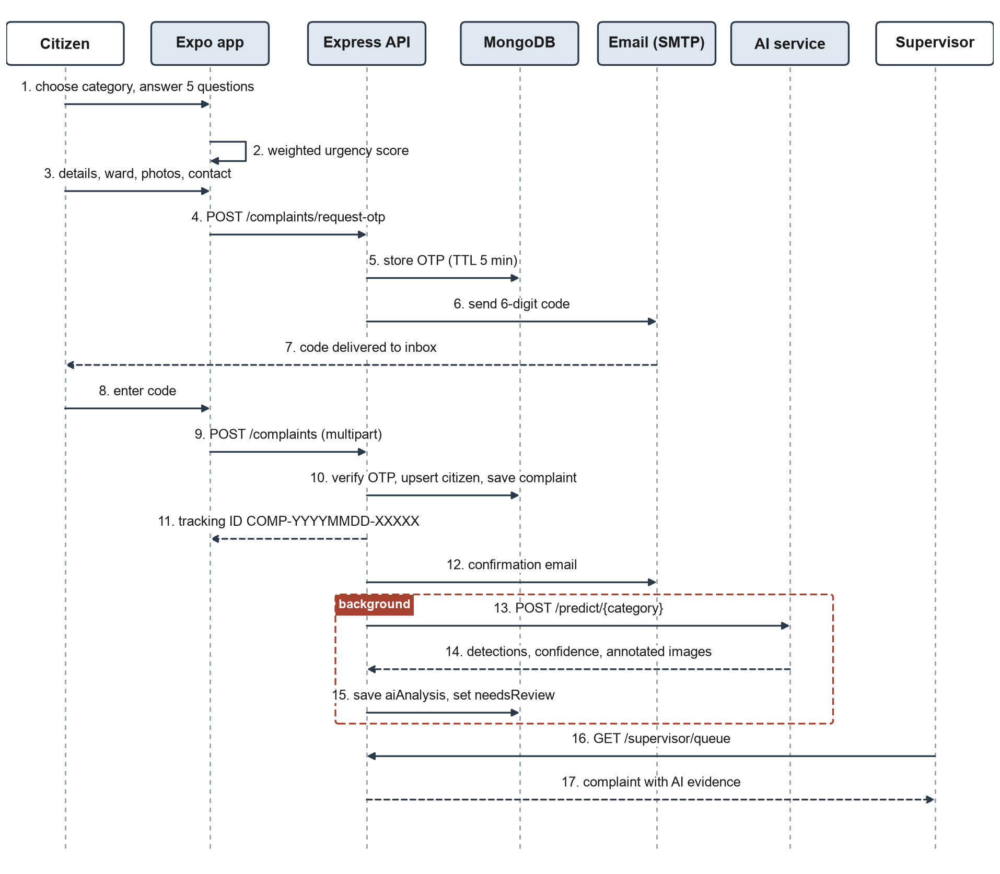 Citizen
Expo app
Express API
MongoDB
Email (SMTP)
AI service
Supervisor
1. choose category, answer 5 questions
2. weighted urgency score
3. details, ward, photos, contact
4. POST /complaints/request-otp
5. store OTP (TTL 5 min)
6. send 6-digit code
7. code delivered to inbox
8. enter code
9. POST /complaints (multipart)
10. verify OTP, upsert citizen, save complaint
11. tracking ID COMP-YYYYMMDD-XXXXX
12. confirmation email
background
13. POST /predict/{category}
14. detections, confidence, annotated images
15. save aiAnalysis, set needsReview
16. GET /supervisor/queue
17. complaint with AI evidence